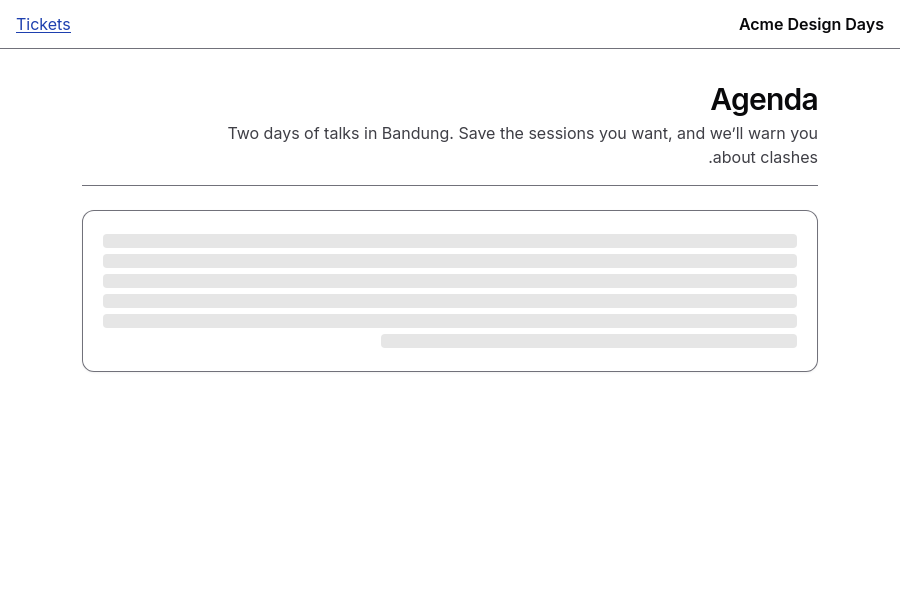 Acme Design Days
Tickets
Agenda
Two days of talks in Bandung. Save the sessions you want, and we’ll warn you
.about clashes